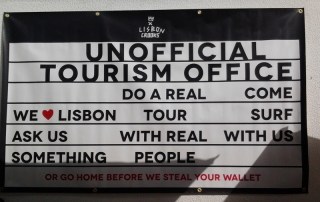 LISBON
UNOFFICIAL
TOURISM OFFICE
DO A REAL COME
WE ❤ LISBON TOUR SURF
ASK US WITH REAL WITH US
SOMETHING PEOPLE
OR GO HOME BEFORE WE STEAL YOUR WALLET